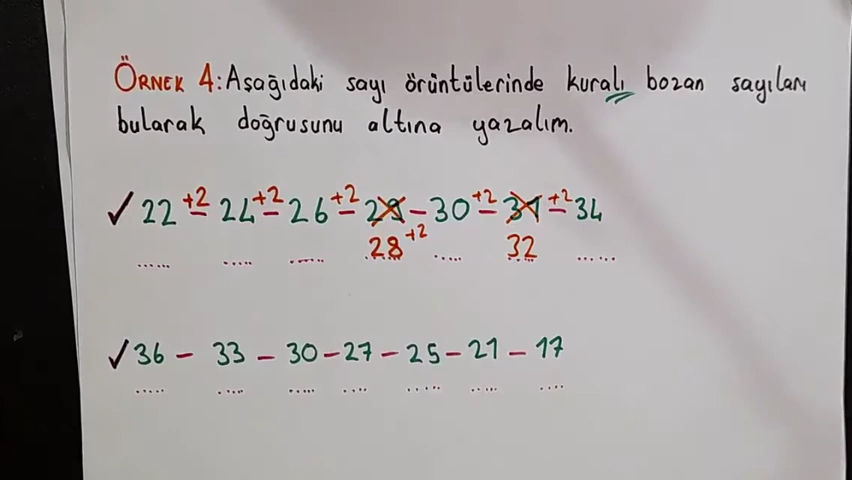 ÖRNEK 4: Aşağıdaki sayı örüntülerinde kuralı bozan sayıları
bularak doğrusunu altına yazalım.
✓ 22 +2 – 24 +2 – 26 +2 – 29 – 30 +2 – 31 +2 – 34
...... ..... ...... 28 +2 ..... 32 ......
✓ 36 – 33 – 30 – 27 – 25 – 21 – 17
..... .... ..... .... ..... ..... ....